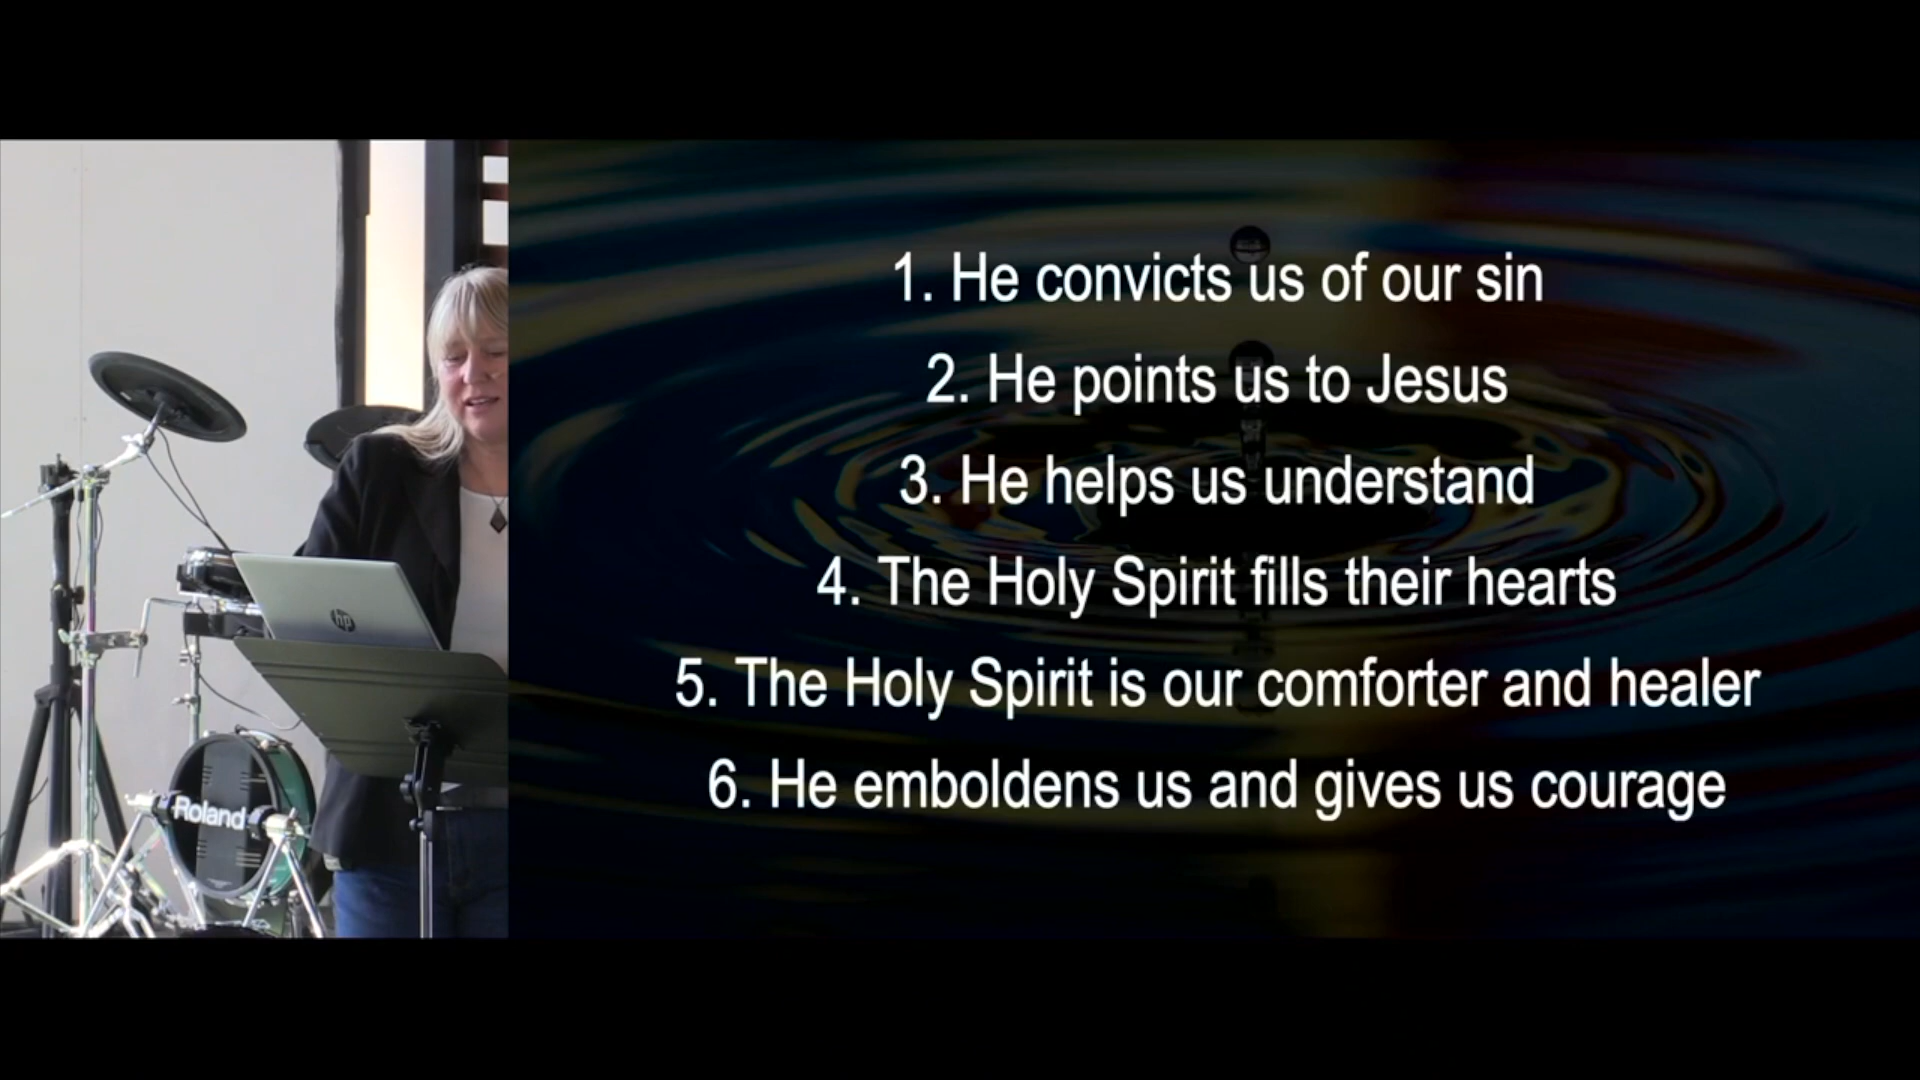 1. He convicts us of our sin
2. He points us to Jesus
3. He helps us understand
4. The Holy Spirit fills their hearts
5. The Holy Spirit is our comforter and healer
6. He emboldens us and gives us courage
hp
Roland